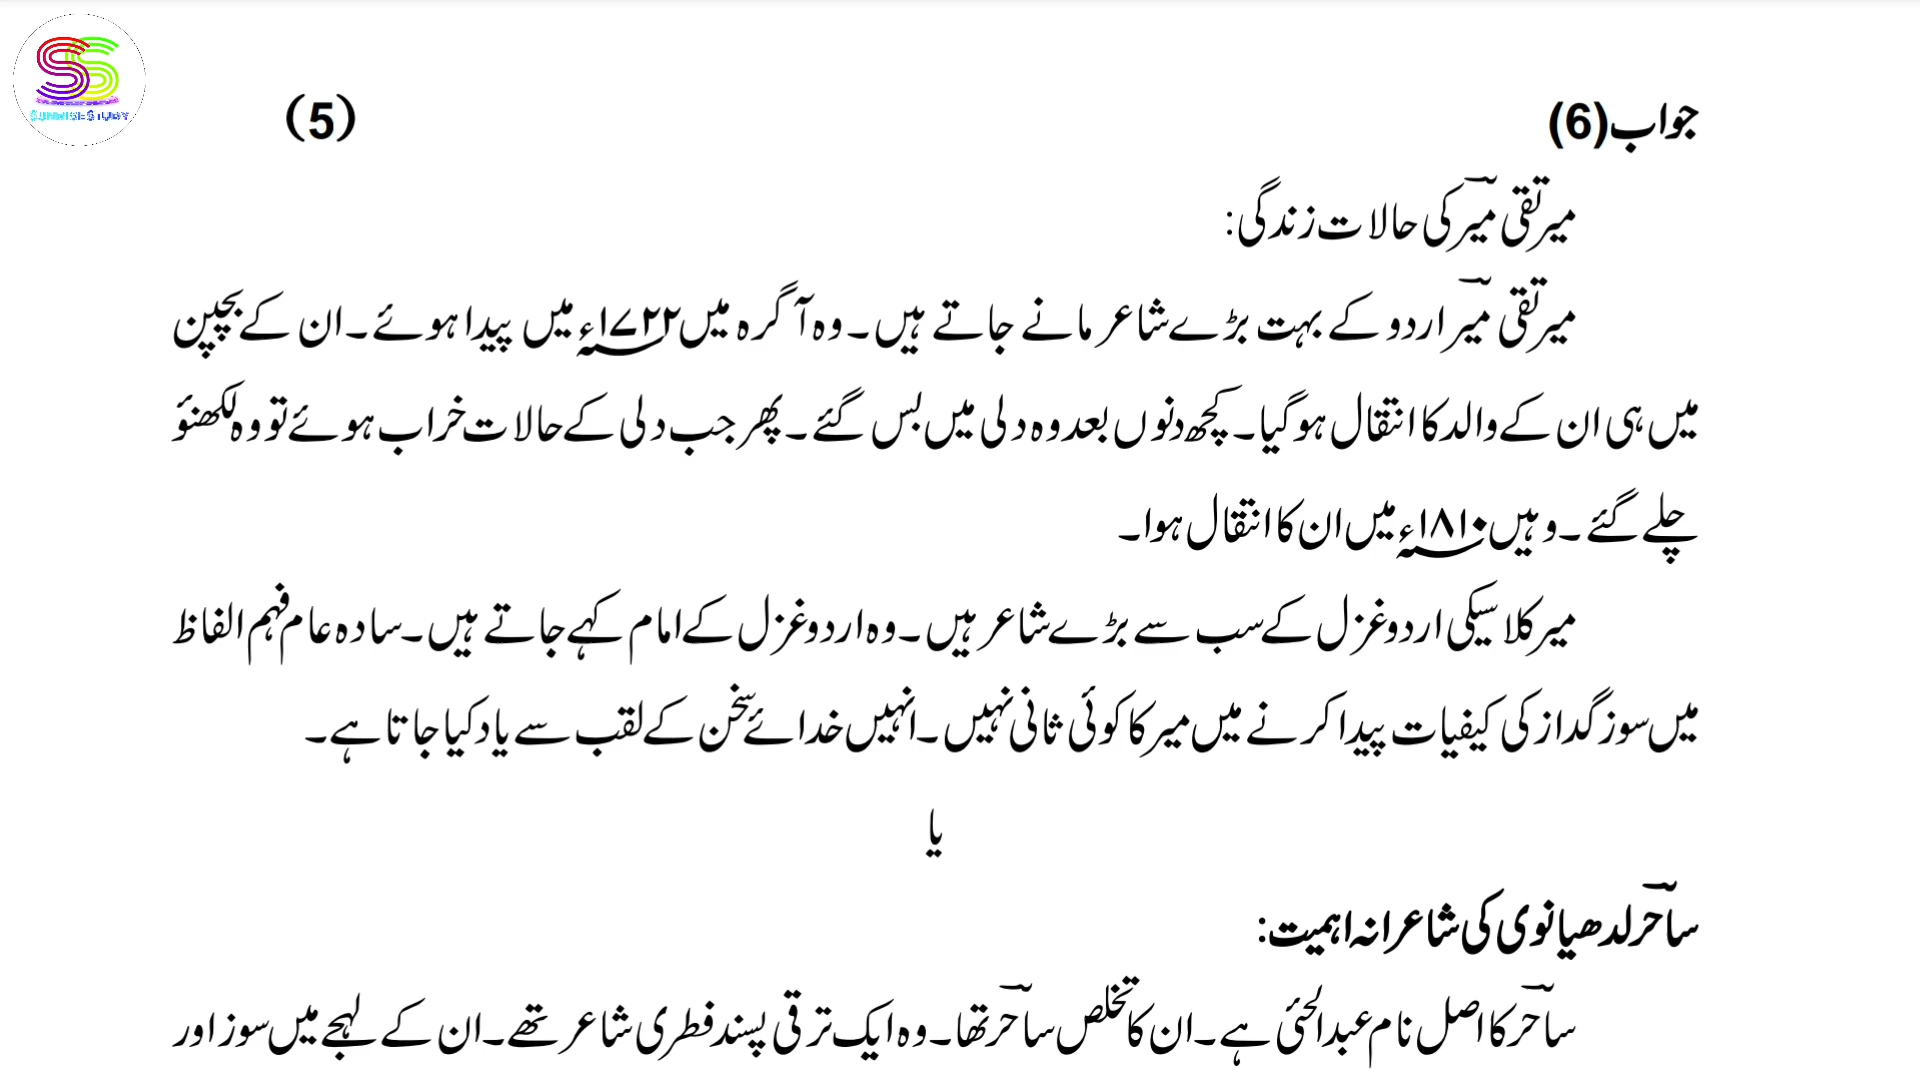 SUNRISE STUDY
جواب(6) (5)
میر تقی میرؔ کی حالات زندگی:
میر تقی میرؔ اردو کے بہت بڑے شاعر مانے جاتے ہیں۔ وہ آگرہ میں ۱۷۲۲ء میں پیدا ہوئے۔ ان کے بچپن
میں ہی ان کے والد کا انتقال ہو گیا۔ کچھ دنوں بعد وہ دلی میں بس گئے۔ پھر جب دلی کے حالات خراب ہوئے تو وہ لکھنئو
چلے گئے۔ وہیں ۱۸۱۰ء میں ان کا انتقال ہوا۔
میر کلاسیکی اردو غزل کے سب سے بڑے شاعر ہیں۔ وہ اردو غزل کے امام کہے جاتے ہیں۔ سادہ عام فہم الفاظ
میں سوز گداز کی کیفیات پیدا کرنے میں میر کا کوئی ثانی نہیں۔ انہیں خدائے سخن کے لقب سے یاد کیا جاتا ہے۔
یا
ساحرؔ لدھیانوی کی شاعرانہ اہمیت:
ساحرؔ کا اصل نام عبدالحئی ہے۔ ان کا تخلص ساحرؔ تھا۔ وہ ایک ترقی پسند فطری شاعر تھے۔ ان کے لہجے میں سوز اور